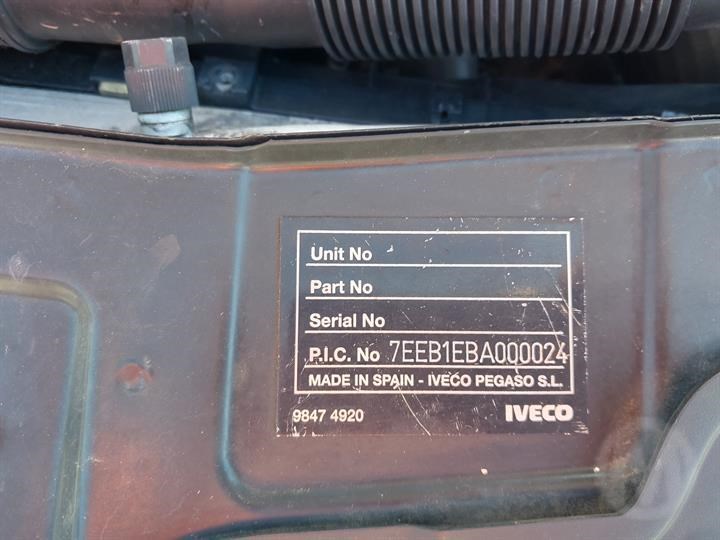 Unit No
Part No
Serial No
P.I.C. No 7EEB1EBA000024
MADE IN SPAIN - IVECO PEGASO S.L.
9847 4920 IVECO